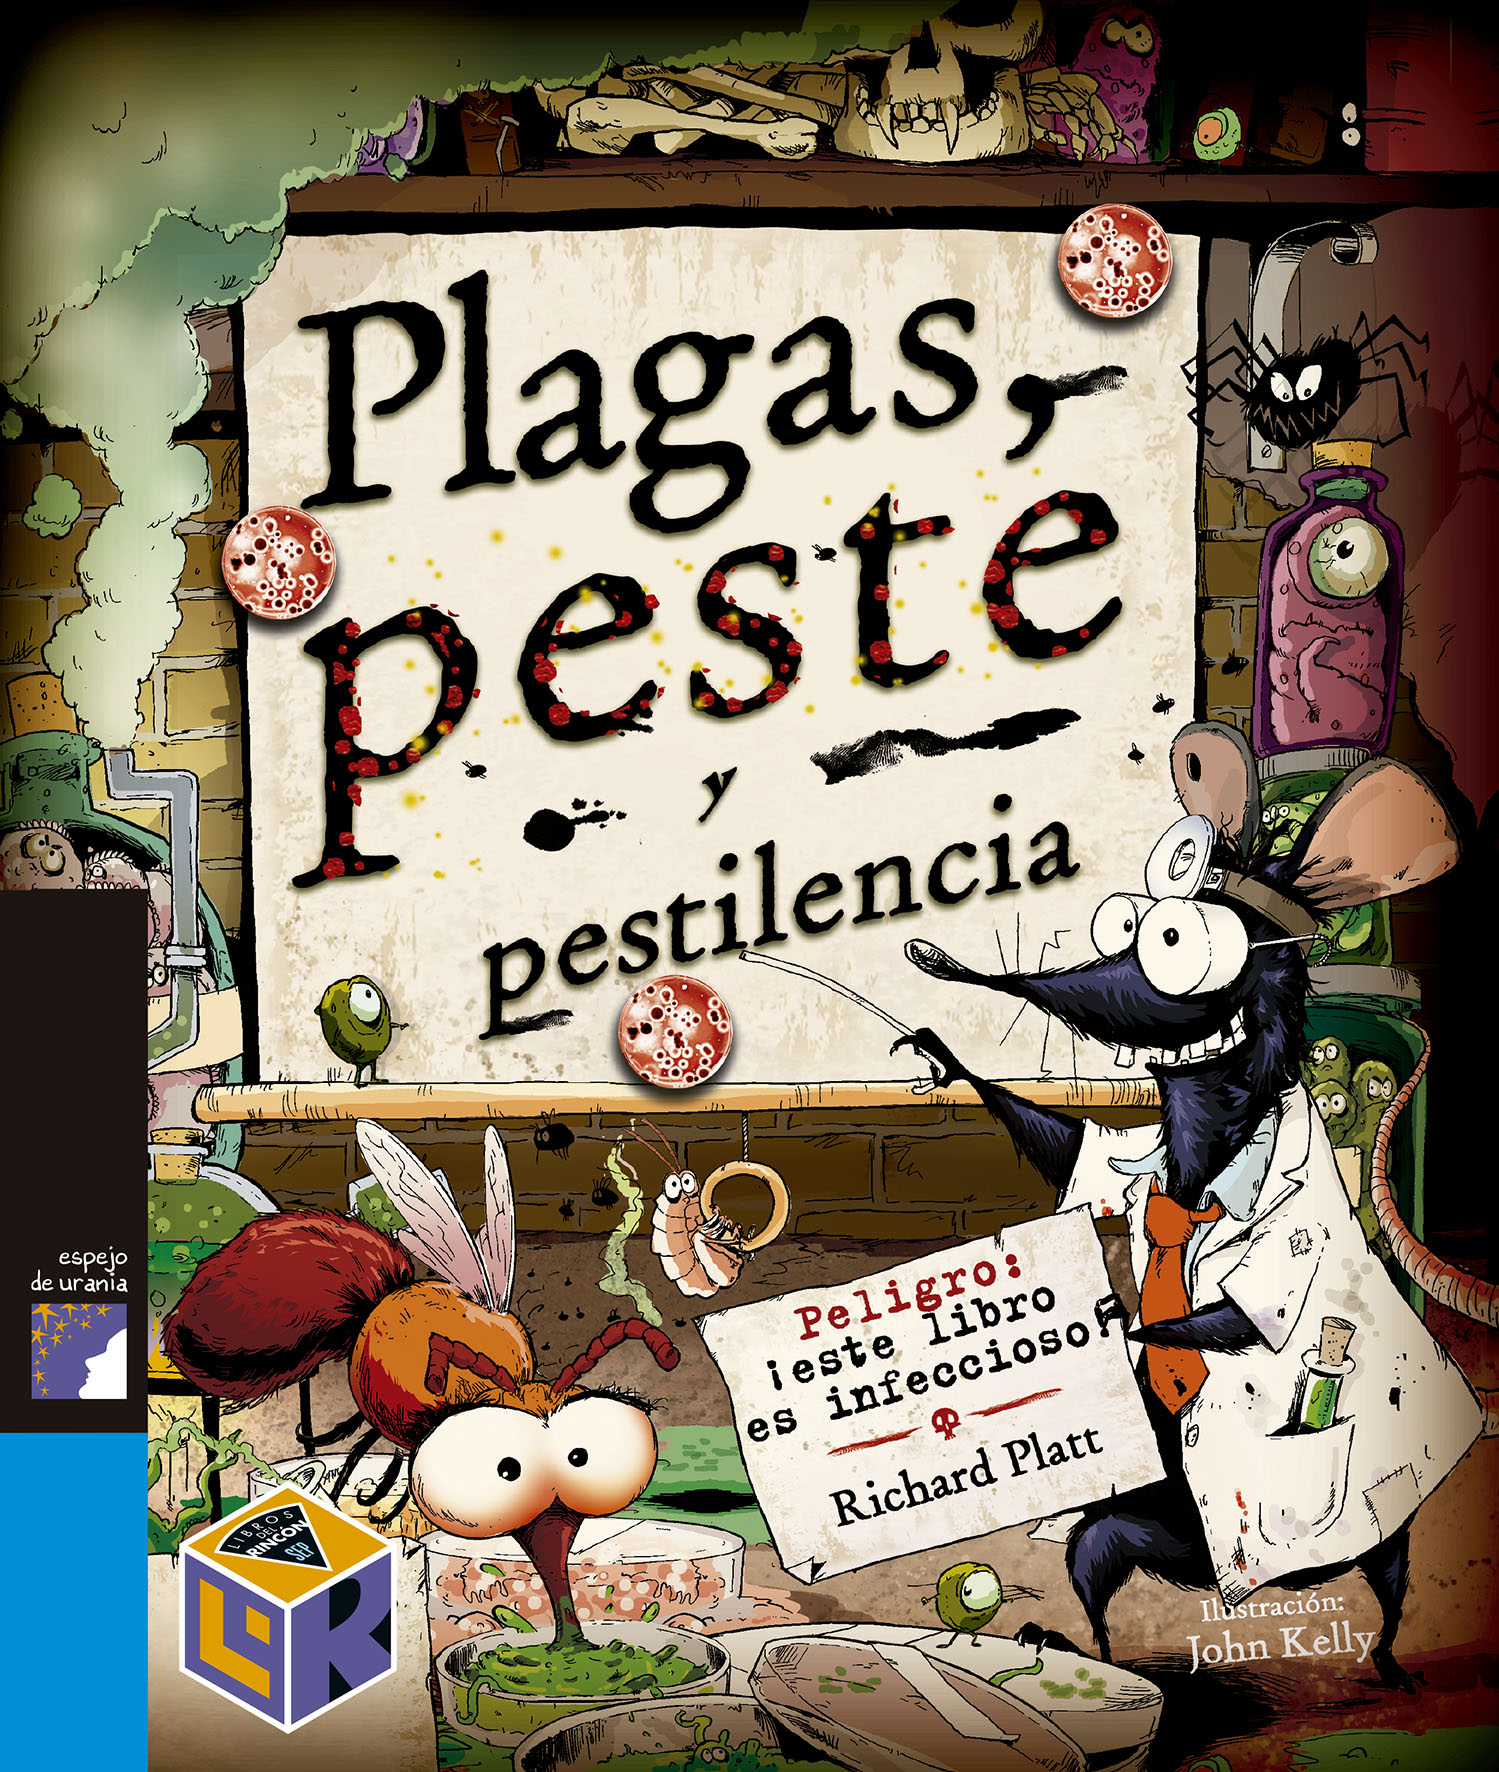 Plagas,
peste
y
pestilencia
espejo
de urania
Peligro:
¡este libro
es infeccioso!
Richard Platt
LIBROS
DEL
RINCÓN
SEP
LR
Ilustración:
John Kelly